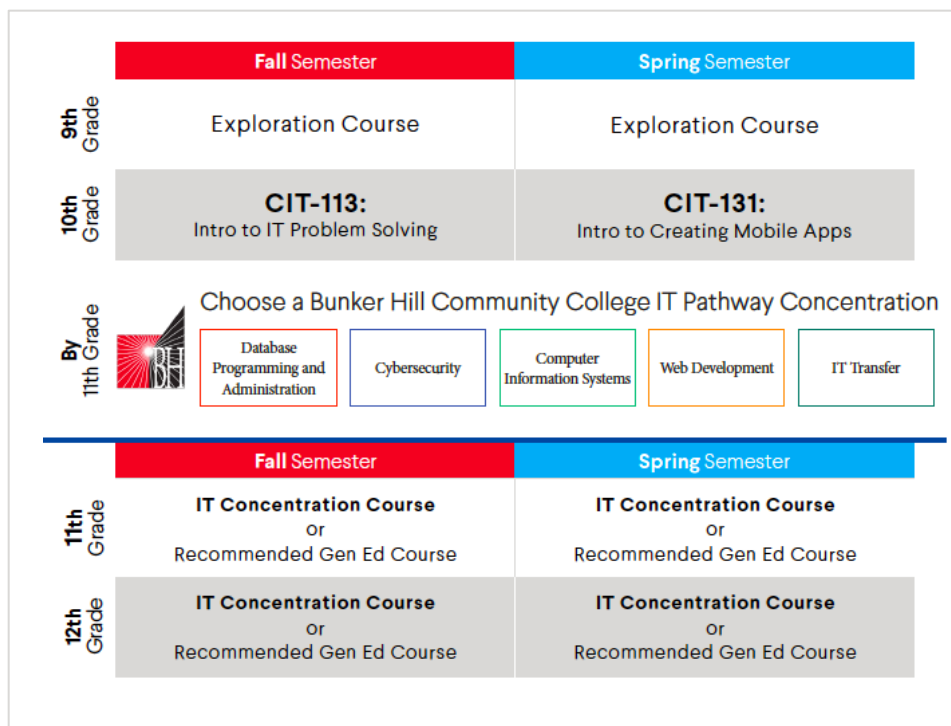 Fall Semester
Spring Semester
9th
Grade
Exploration Course
Exploration Course
10th
Grade
CIT-113:
Intro to IT Problem Solving
CIT-131:
Intro to Creating Mobile Apps
By
11th Grade
BH
Choose a Bunker Hill Community College IT Pathway Concentration
Database
Programming and
Administration
Cybersecurity
Computer
Information Systems
Web Development
IT Transfer
Fall Semester
Spring Semester
11th
Grade
IT Concentration Course
or
Recommended Gen Ed Course
IT Concentration Course
or
Recommended Gen Ed Course
12th
Grade
IT Concentration Course
or
Recommended Gen Ed Course
IT Concentration Course
or
Recommended Gen Ed Course